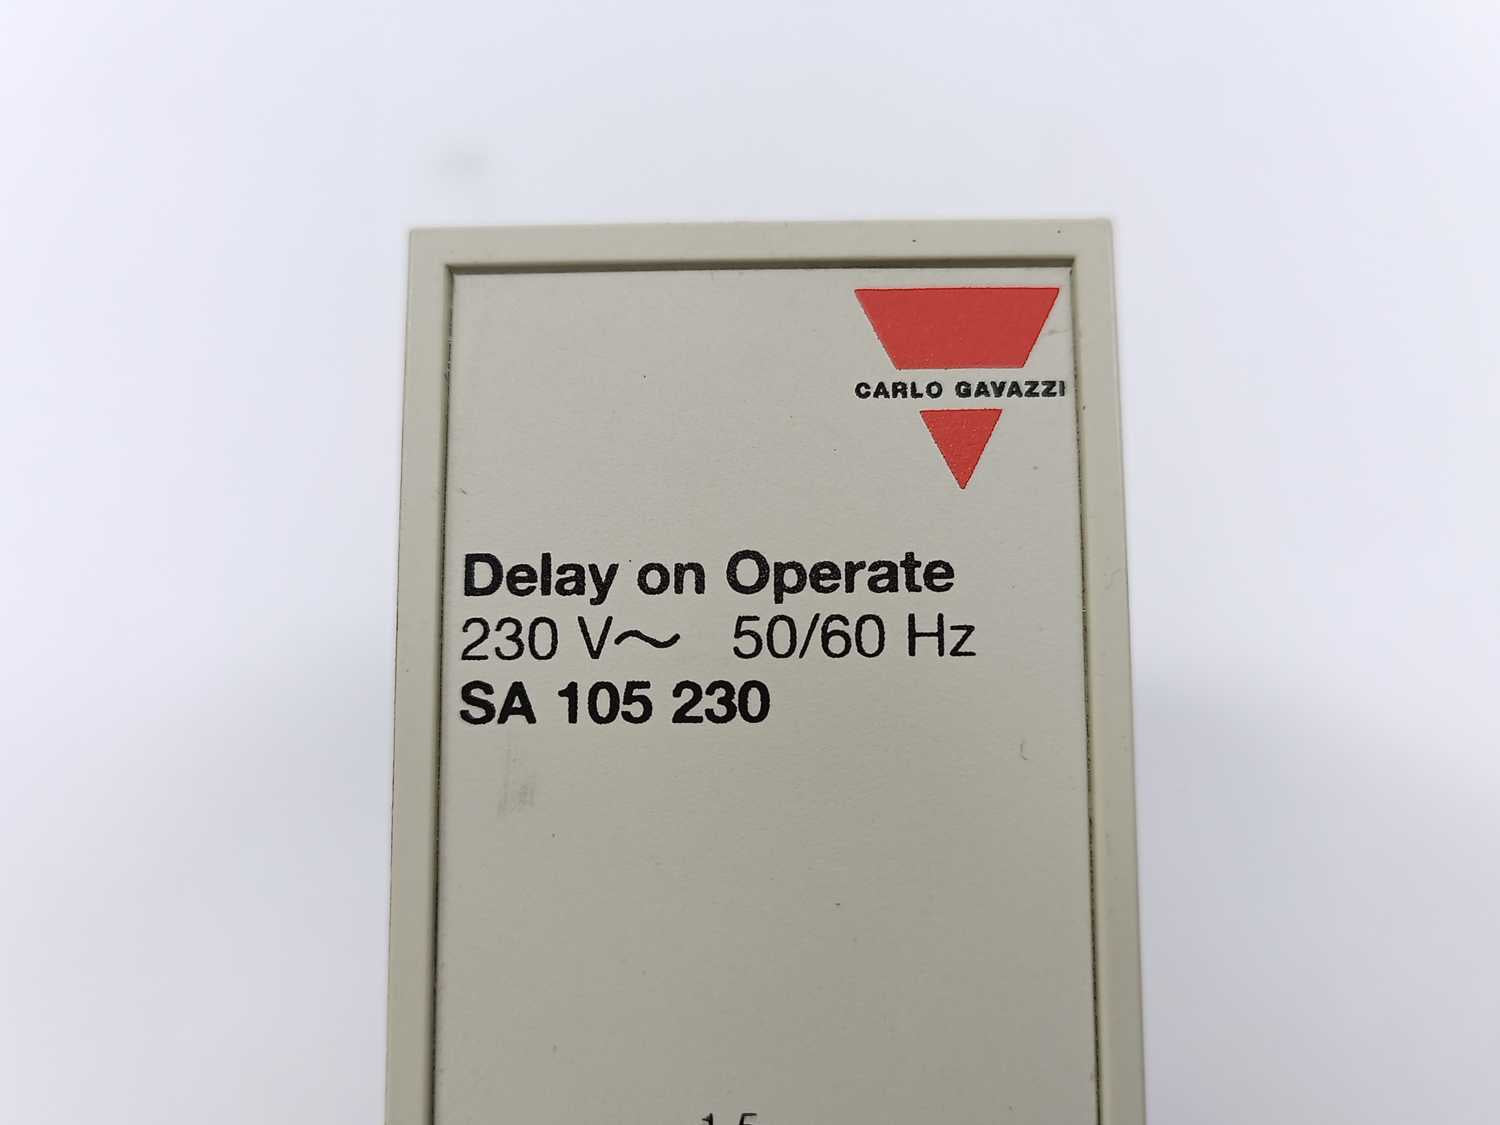 CARLO GAVAZZI
Delay on Operate
230 V~ 50/60 Hz
SA 105 230